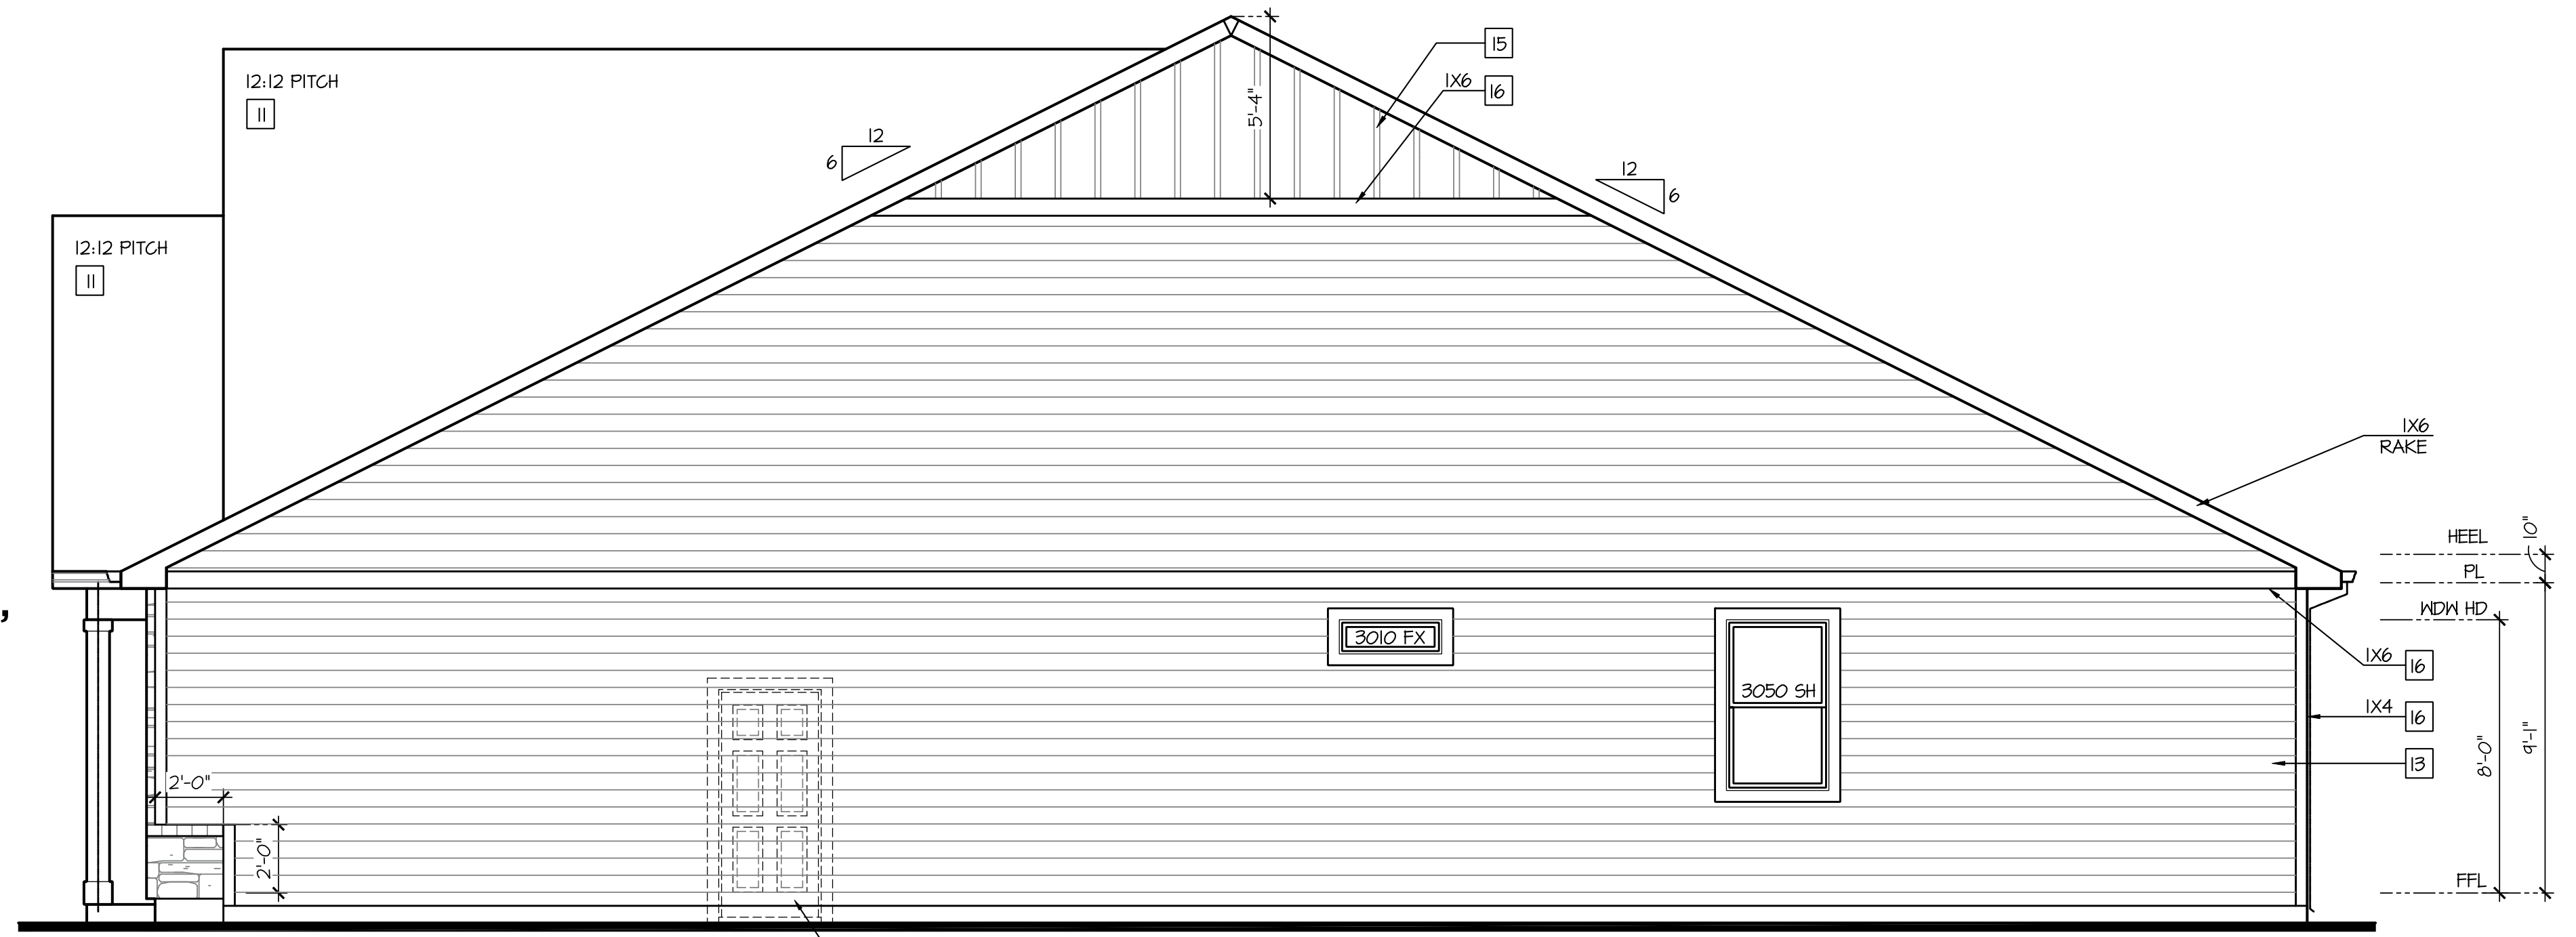 15
12:12 PITCH
11
1X6 16
5'-4"
12
6
12
6
12:12 PITCH
11
1X6
RAKE
10"
HEEL
PL
WDW HD
3010 FX
1X6 16
3050 SH
1X4 16
9'-1"
8'-0"
13
2'-0"
2'-0"
FFL
,